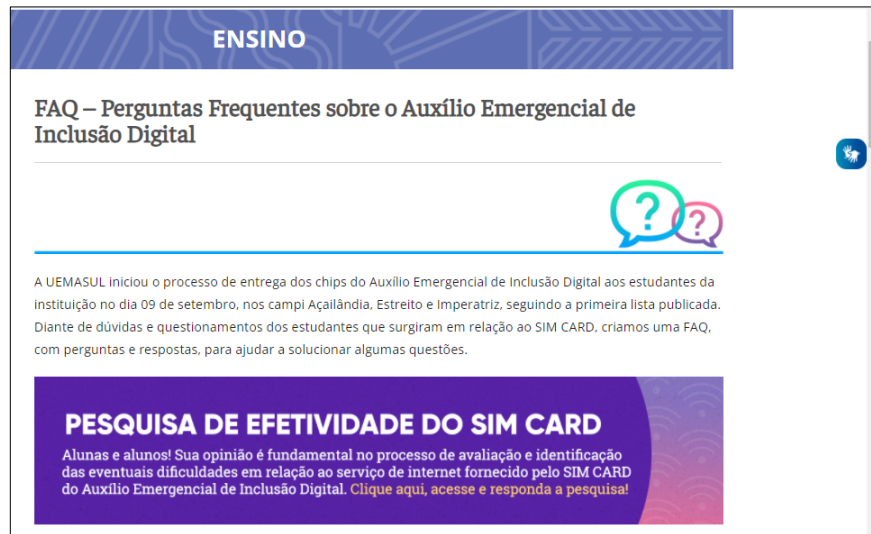 ENSINO
FAQ – Perguntas Frequentes sobre o Auxílio Emergencial de
Inclusão Digital
? ?
A UEMASUL iniciou o processo de entrega dos chips do Auxílio Emergencial de Inclusão Digital aos estudantes da
instituição no dia 09 de setembro, nos campi Açailândia, Estreito e Imperatriz, seguindo a primeira lista publicada.
Diante de dúvidas e questionamentos dos estudantes que surgiram em relação ao SIM CARD, criamos uma FAQ,
com perguntas e respostas, para ajudar a solucionar algumas questões.
PESQUISA DE EFETIVIDADE DO SIM CARD
Alunas e alunos! Sua opinião é fundamental no processo de avaliação e identificação
das eventuais dificuldades em relação ao serviço de internet fornecido pelo SIM CARD
do Auxílio Emergencial de Inclusão Digital. Clique aqui, acesse e responda a pesquisa!